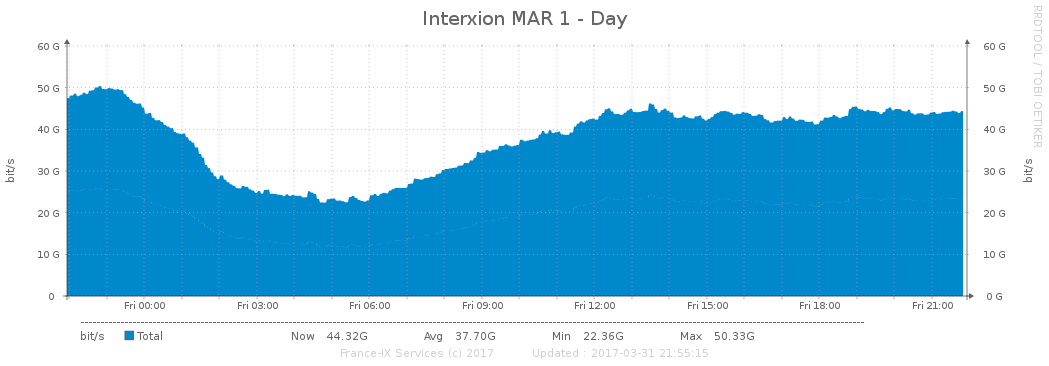 Interxion MAR 1 - Day
RRDTOOL / TOBI OETIKER
60 G 60 G
50 G 50 G
40 G 40 G
30 G 30 G
20 G 20 G
10 G 10 G
0 0 G
bit/s bit/s
Fri 00:00 Fri 03:00 Fri 06:00 Fri 09:00 Fri 12:00 Fri 15:00 Fri 18:00 Fri 21:00
bit/s Total Now 44.32G Avg 37.70G Min 22.36G Max 50.33G
France-IX Services (c) 2017 Updated : 2017-03-31 21:55:15